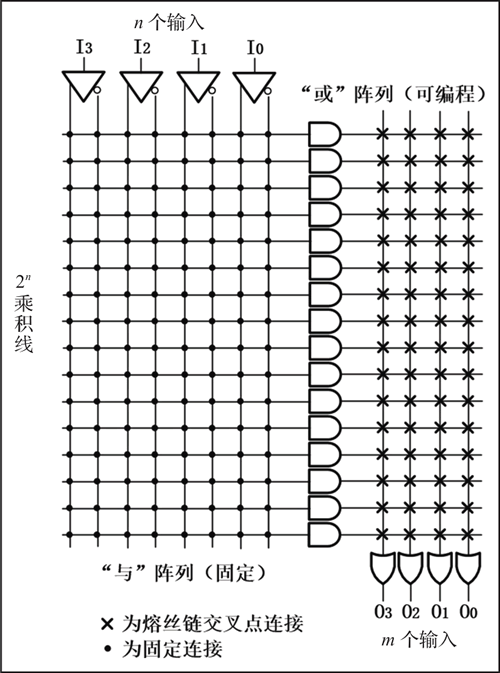 n 个输入
I3 I2 I1 I0
“或”阵列（可编程）
2ⁿ
乘
积
线
“与”阵列（固定）
O3 O2 O1 O0
m 个输入
× 为熔丝链交叉点连接
• 为固定连接